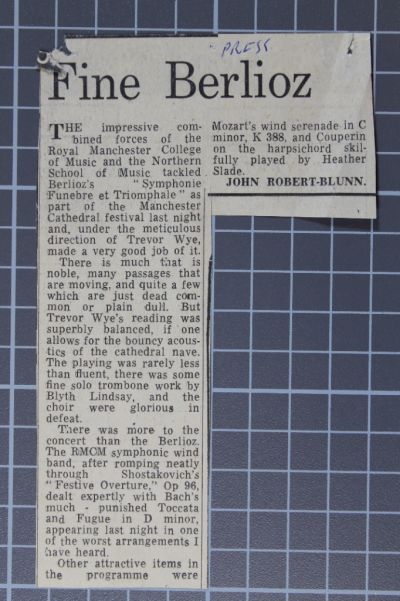 PRESS
Fine Berlioz
THE impressive com-
bined forces of the
Royal Manchester College
of Music and the Northern
School of Music tackled
Berlioz's "Symphonie
Funebre et Triomphale" as
part of the Manchester
Cathedral festival last night
and, under the meticulous
direction of Trevor Wye,
made a very good job of it.
There is much that is
noble, many passages that
are moving, and quite a few
which are just dead com-
mon or plain dull. But
Trevor Wye's reading was
superbly balanced, if one
allows for the bouncy acous-
tics of the cathedral nave.
The playing was rarely less
than fluent, there was some
fine solo trombone work by
Blyth Lindsay, and the
choir were glorious in
defeat.
There was more to the
concert than the Berlioz.
The RMCM symphonic wind
band, after romping neatly
through Shostakovich's
"Festive Overture," Op 96,
dealt expertly with Bach's
much-punished Toccata
and Fugue in D minor,
appearing last night in one
of the worst arrangements I
have heard.
Other attractive items in
the programme were
Mozart's wind serenade in C
minor, K 388, and Couperin
on the harpsichord skil-
fully played by Heather
Slade.
JOHN ROBERT-BLUNN.